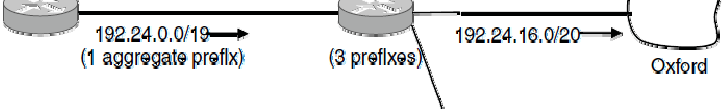 192.24.0.0/19
(1 aggregate prefix)
(3 prefixes)
192.24.16.0/20
Oxford